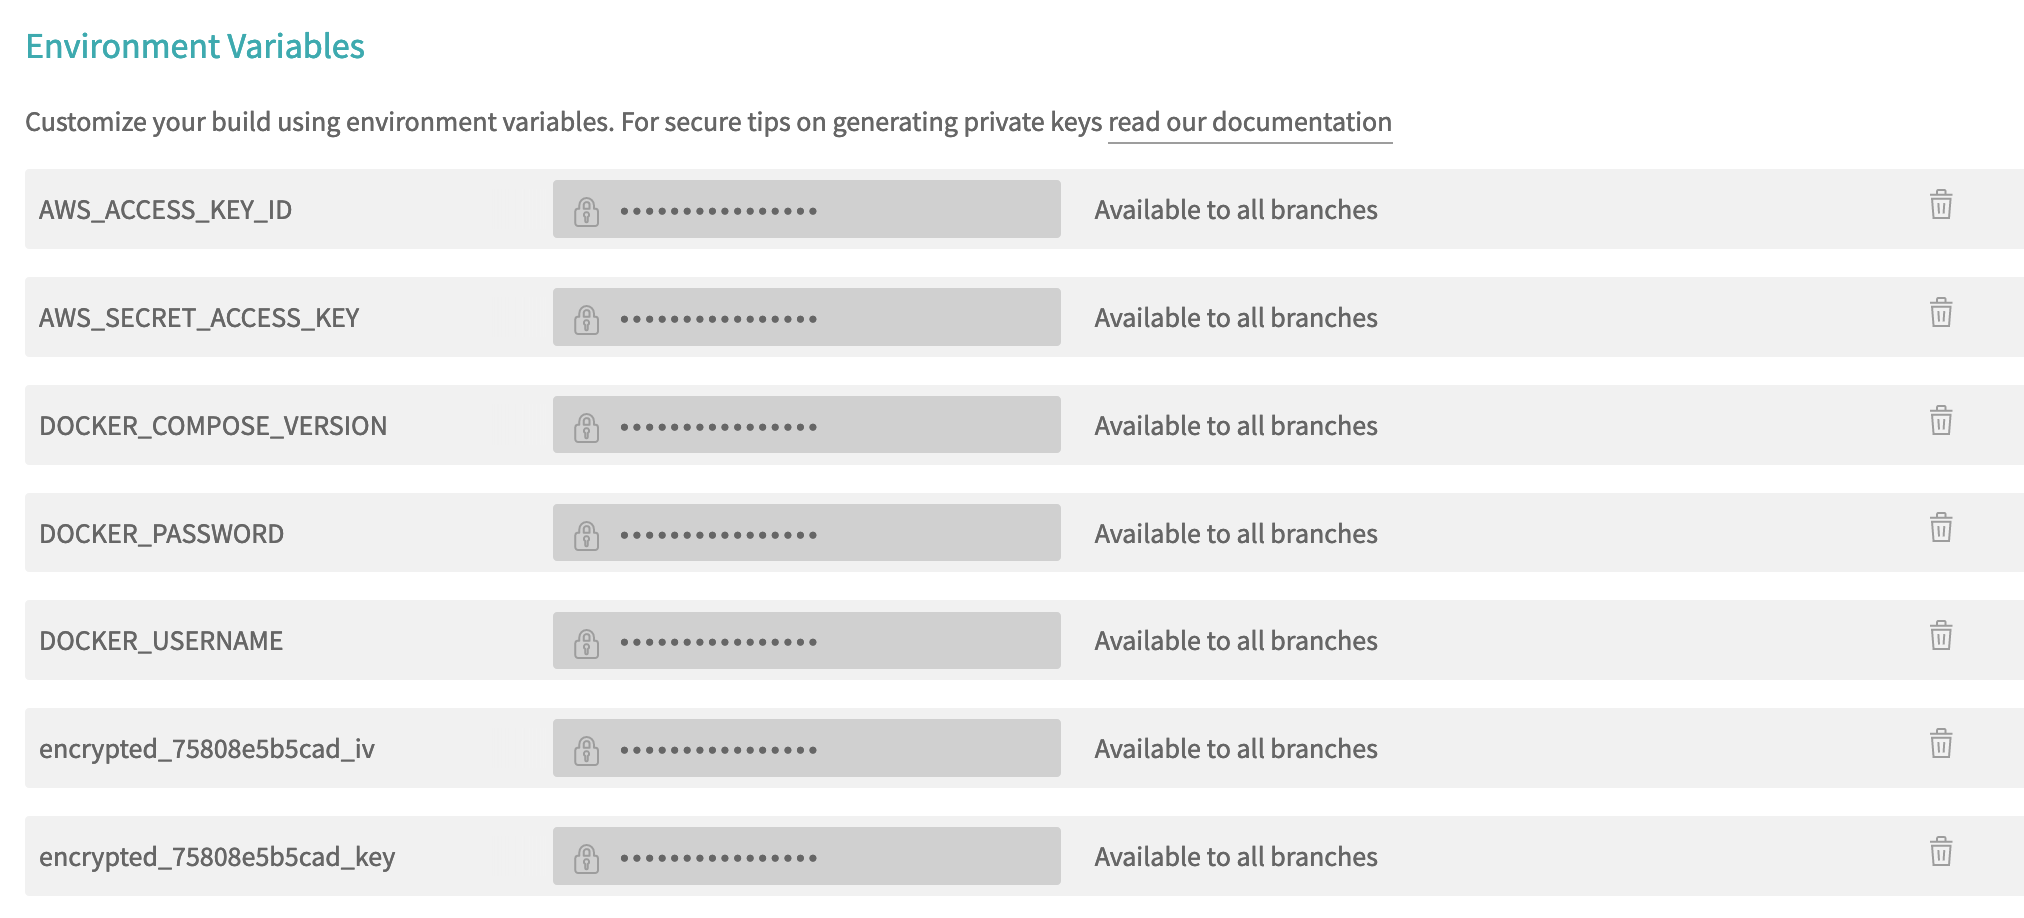 Environment Variables
Customize your build using environment variables. For secure tips on generating private keys read our documentation
AWS_ACCESS_KEY_ID •••••••••••••••• Available to all branches
AWS_SECRET_ACCESS_KEY •••••••••••••••• Available to all branches
DOCKER_COMPOSE_VERSION •••••••••••••••• Available to all branches
DOCKER_PASSWORD •••••••••••••••• Available to all branches
DOCKER_USERNAME •••••••••••••••• Available to all branches
encrypted_75808e5b5cad_iv •••••••••••••••• Available to all branches
encrypted_75808e5b5cad_key •••••••••••••••• Available to all branches